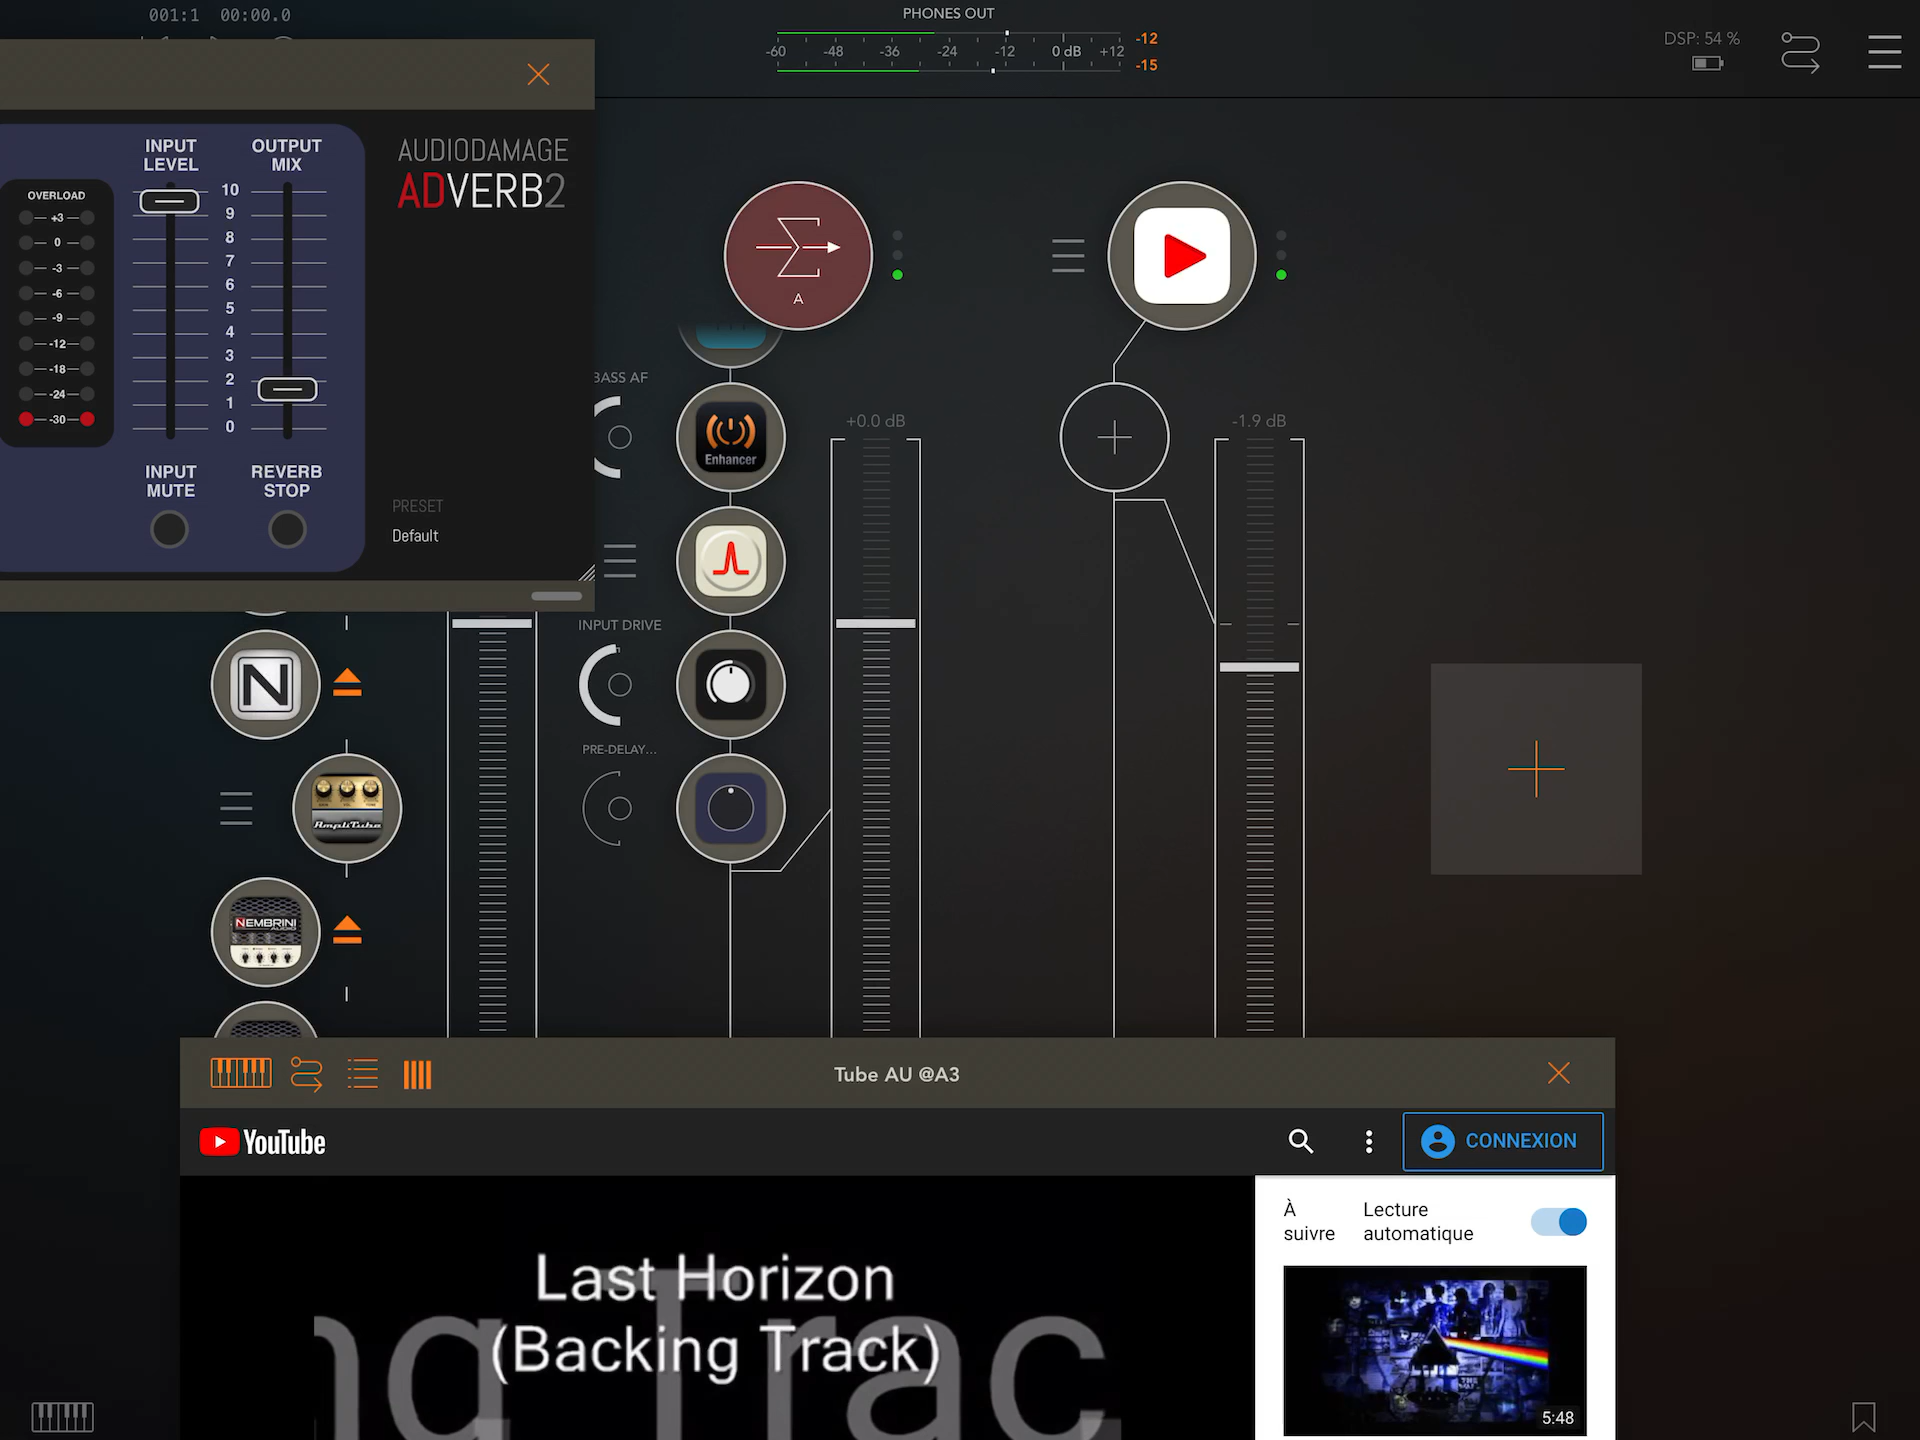 001:1 00:00.0
PHONES OUT
-60 -48 -36 -24 -12 0 dB +12
-12
-15
DSP: 54 %
INPUT
LEVEL
OUTPUT
MIX
AUDIODAMAGE
ADVERB2
OVERLOAD
+3
0
-3
-6
-9
-12
-18
-24
-30
10
9
8
7
6
5
4
3
2
1
0
INPUT
MUTE
REVERB
STOP
PRESET
Default
A
BASS AF
Enhancer
+0.0 dB
-1.9 dB
INPUT DRIVE
PRE-DELAY...
N
AmpliTube
NEMBRINI
AUDIO
Tube AU @A3
YouTube
CONNEXION
À
suivre
Lecture
automatique
Last Horizon
(Backing Track)
ng Trac
5:48